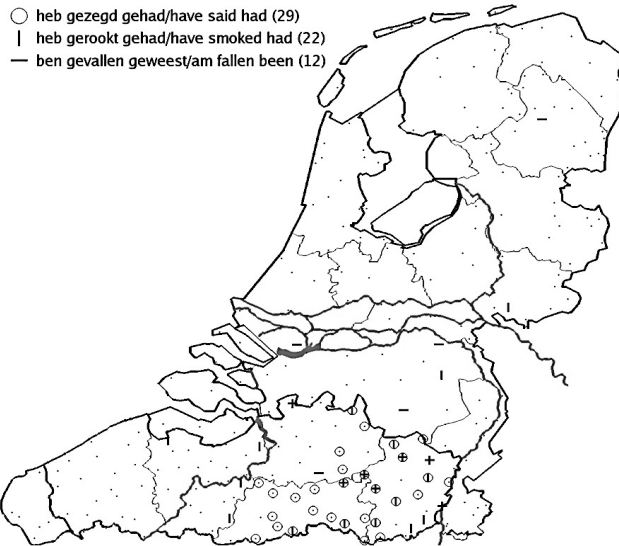 heb gezegd gehad/have said had (29)
heb gerookt gehad/have smoked had (22)
ben gevallen geweest/am fallen been (12)